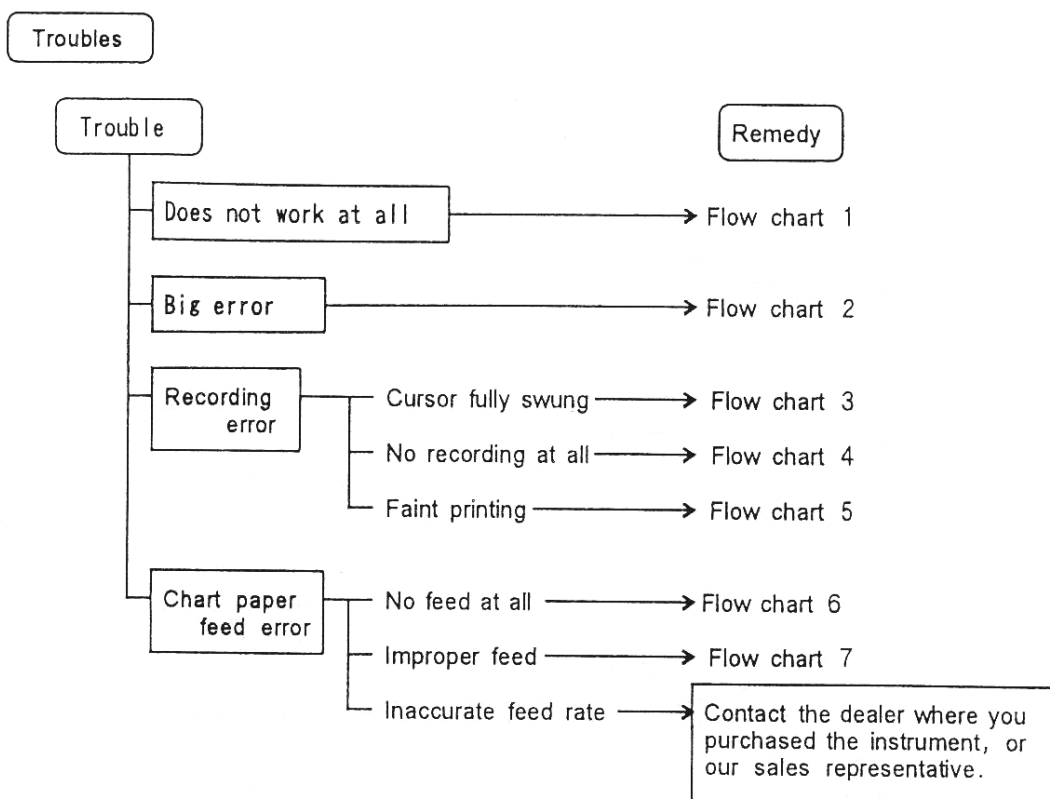 Troubles
Trouble
Remedy
Does not work at all
Flow chart 1
Big error
Flow chart 2
Recording
error
Cursor fully swung
Flow chart 3
No recording at all
Flow chart 4
Faint printing
Flow chart 5
Chart paper
feed error
No feed at all
Flow chart 6
Improper feed
Flow chart 7
Inaccurate feed rate
Contact the dealer where you
purchased the instrument, or
our sales representative.